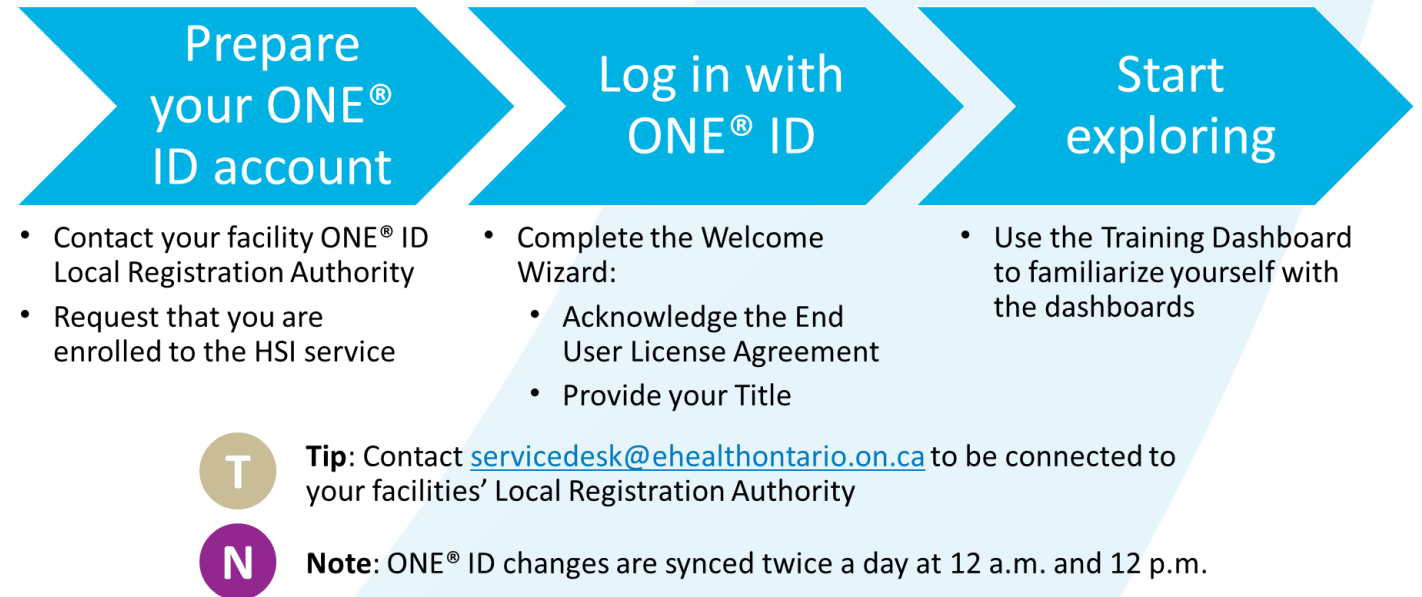 Prepare
your ONE®
ID account
Log in with
ONE® ID
Start
exploring
• Contact your facility ONE® ID
Local Registration Authority
• Request that you are
enrolled to the HSI service
• Complete the Welcome
Wizard:
• Acknowledge the End
User License Agreement
• Provide your Title
• Use the Training Dashboard
to familiarize yourself with
the dashboards
T
Tip: Contact servicedesk@ehealthontario.on.ca to be connected to
your facilities’ Local Registration Authority
N
Note: ONE® ID changes are synced twice a day at 12 a.m. and 12 p.m.